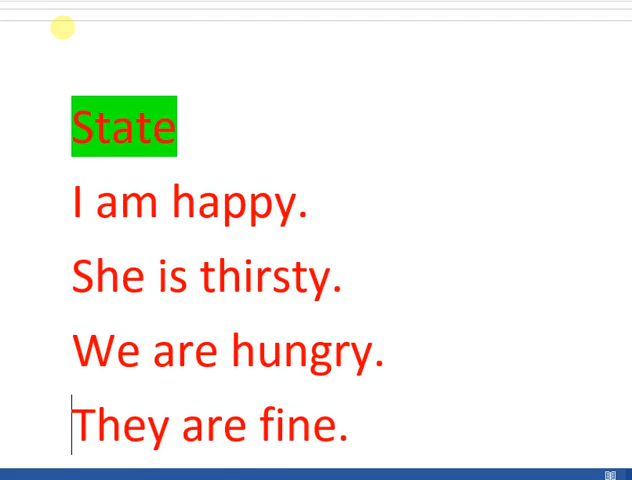 State
I am happy.
She is thirsty.
We are hungry.
They are fine.